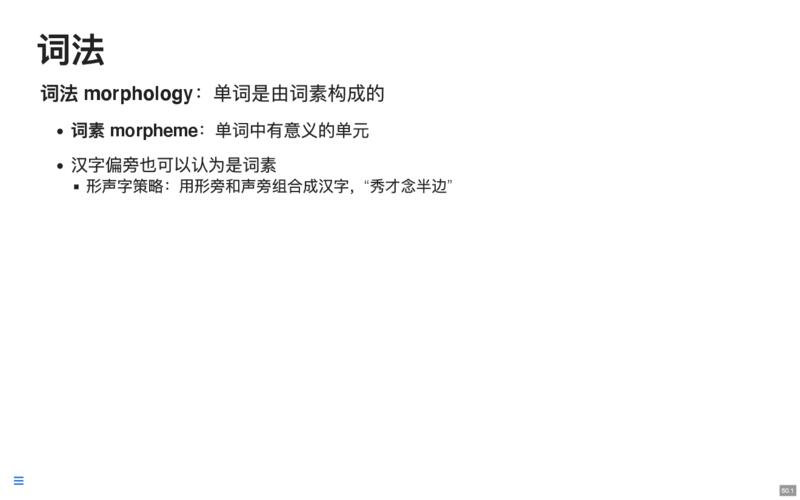 词法
词法 morphology：单词是由词素构成的
• 词素 morpheme：单词中有意义的单元
• 汉字偏旁也可以认为是词素
▪ 形声字策略：用形旁和声旁组合成汉字，“秀才念半边”
50.1